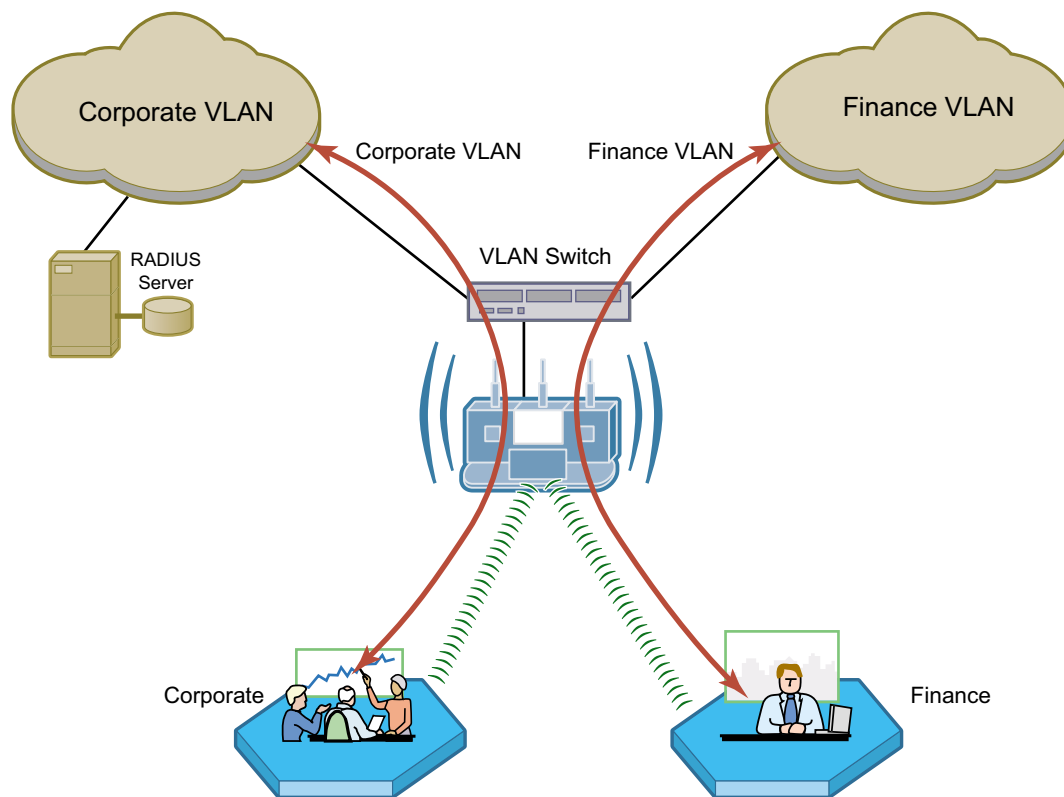 Corporate VLAN
Finance VLAN
Corporate VLAN
Finance VLAN
VLAN Switch
RADIUS
Server
Corporate
Finance